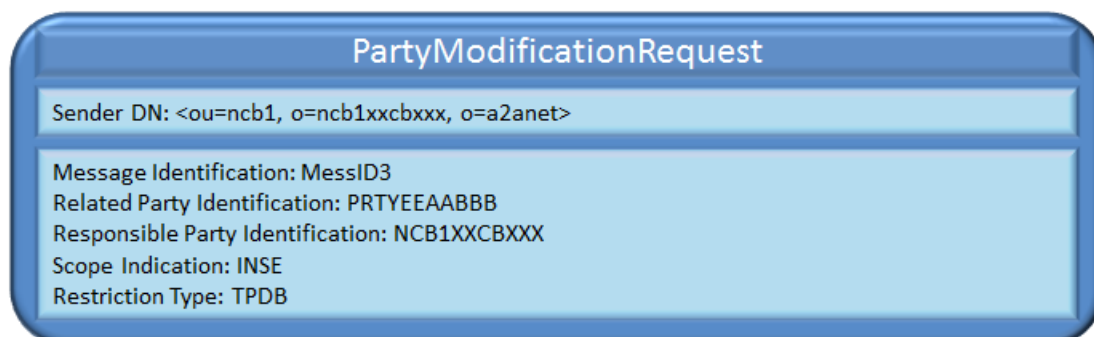 PartyModificationRequest
Sender DN: <ou=ncb1, o=ncb1xxcbxxx, o=a2anet>
Message Identification: MessID3
Related Party Identification: PRTYEEAABBB
Responsible Party Identification: NCB1XXCBXXX
Scope Indication: INSE
Restriction Type: TPDB